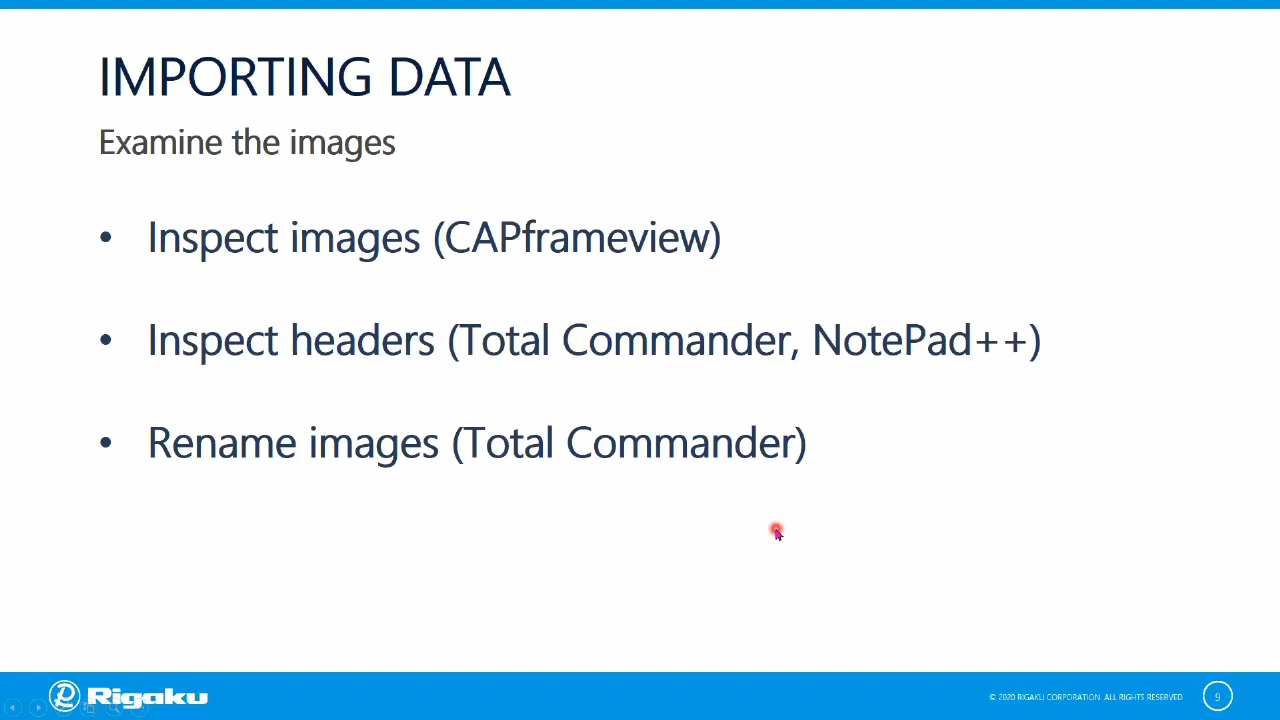 IMPORTING DATA
Examine the images
• Inspect images (CAPframeview)
• Inspect headers (Total Commander, NotePad++)
• Rename images (Total Commander)
Rigaku
© 2020 RIGAKU CORPORATION. ALL RIGHTS RESERVED
9